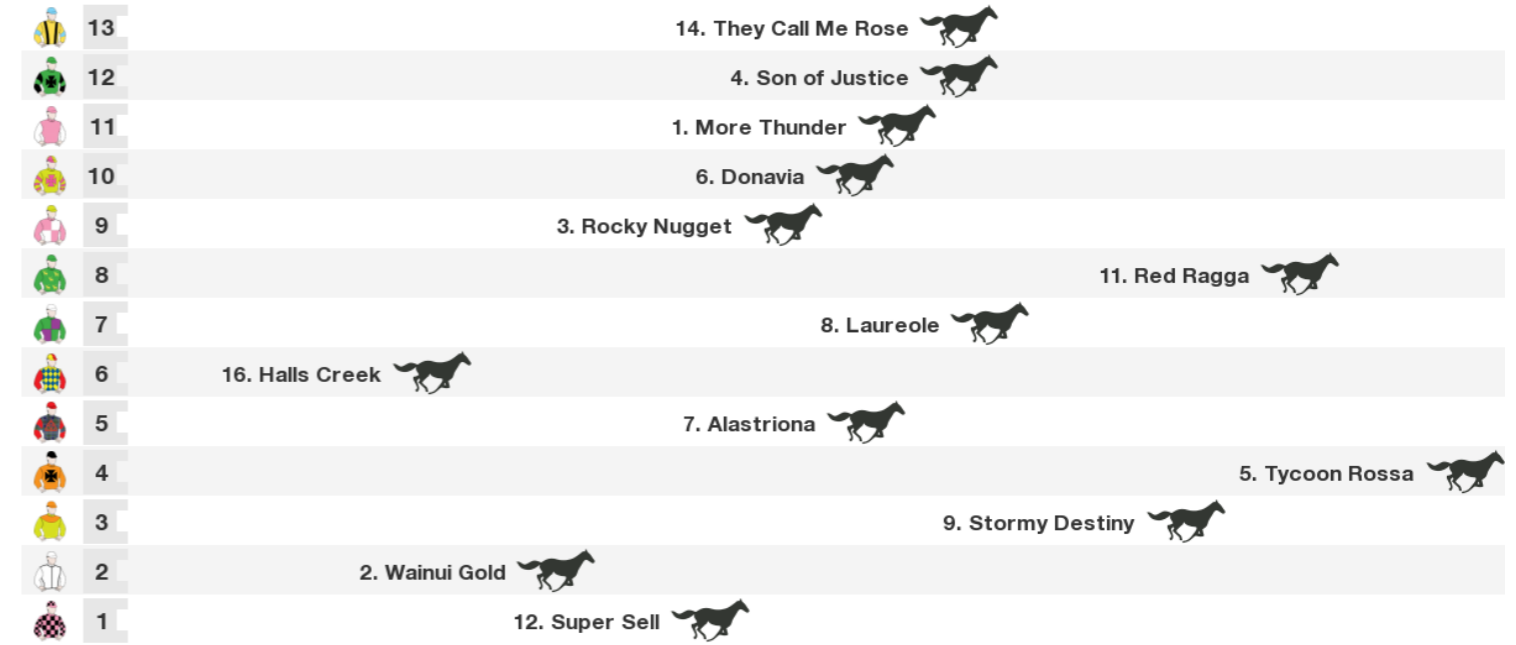 13 14. They Call Me Rose
12 4. Son of Justice
11 1. More Thunder
10 6. Donavia
9 3. Rocky Nugget
8 11. Red Ragga
7 8. Laureole
6 16. Halls Creek
5 7. Alastriona
4 5. Tycoon Rossa
3 9. Stormy Destiny
2 2. Wainui Gold
1 12. Super Sell